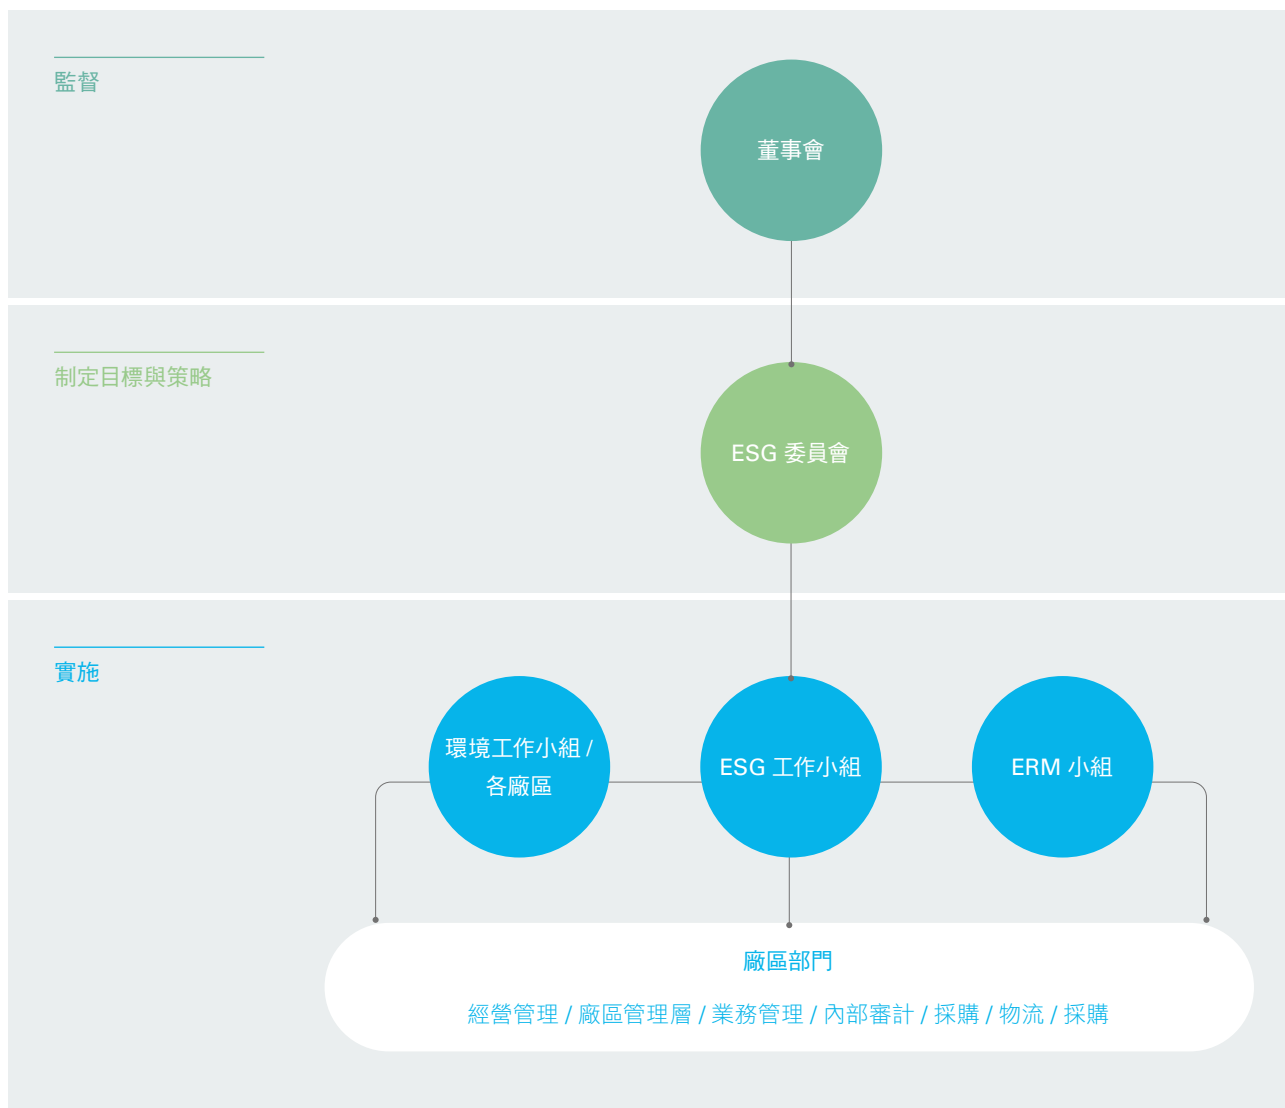 監督
董事會
制定目標與策略
ESG 委員會
實施
環境工作小組 /
各廠區
ESG 工作小組
ERM 小組
廠區部門
經營管理 / 廠區管理層 / 業務管理 / 內部審計 / 採購 / 物流 / 採購